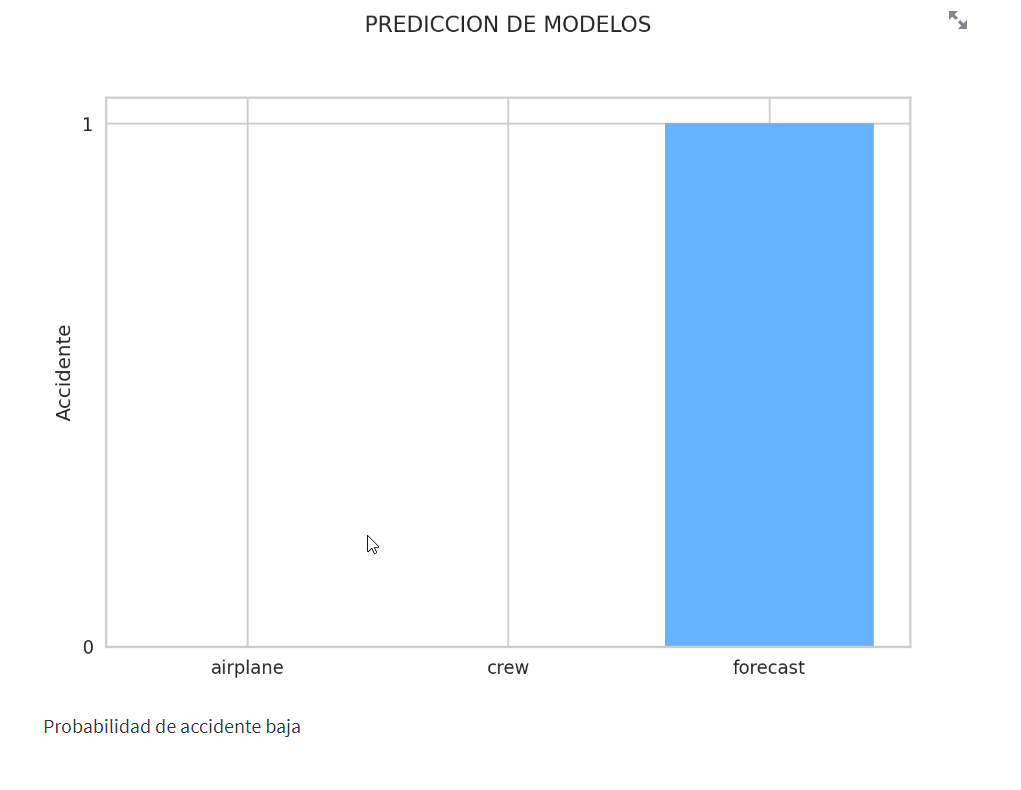 PREDICCION DE MODELOS
1
Accidente
0
airplane crew forecast
Probabilidad de accidente baja